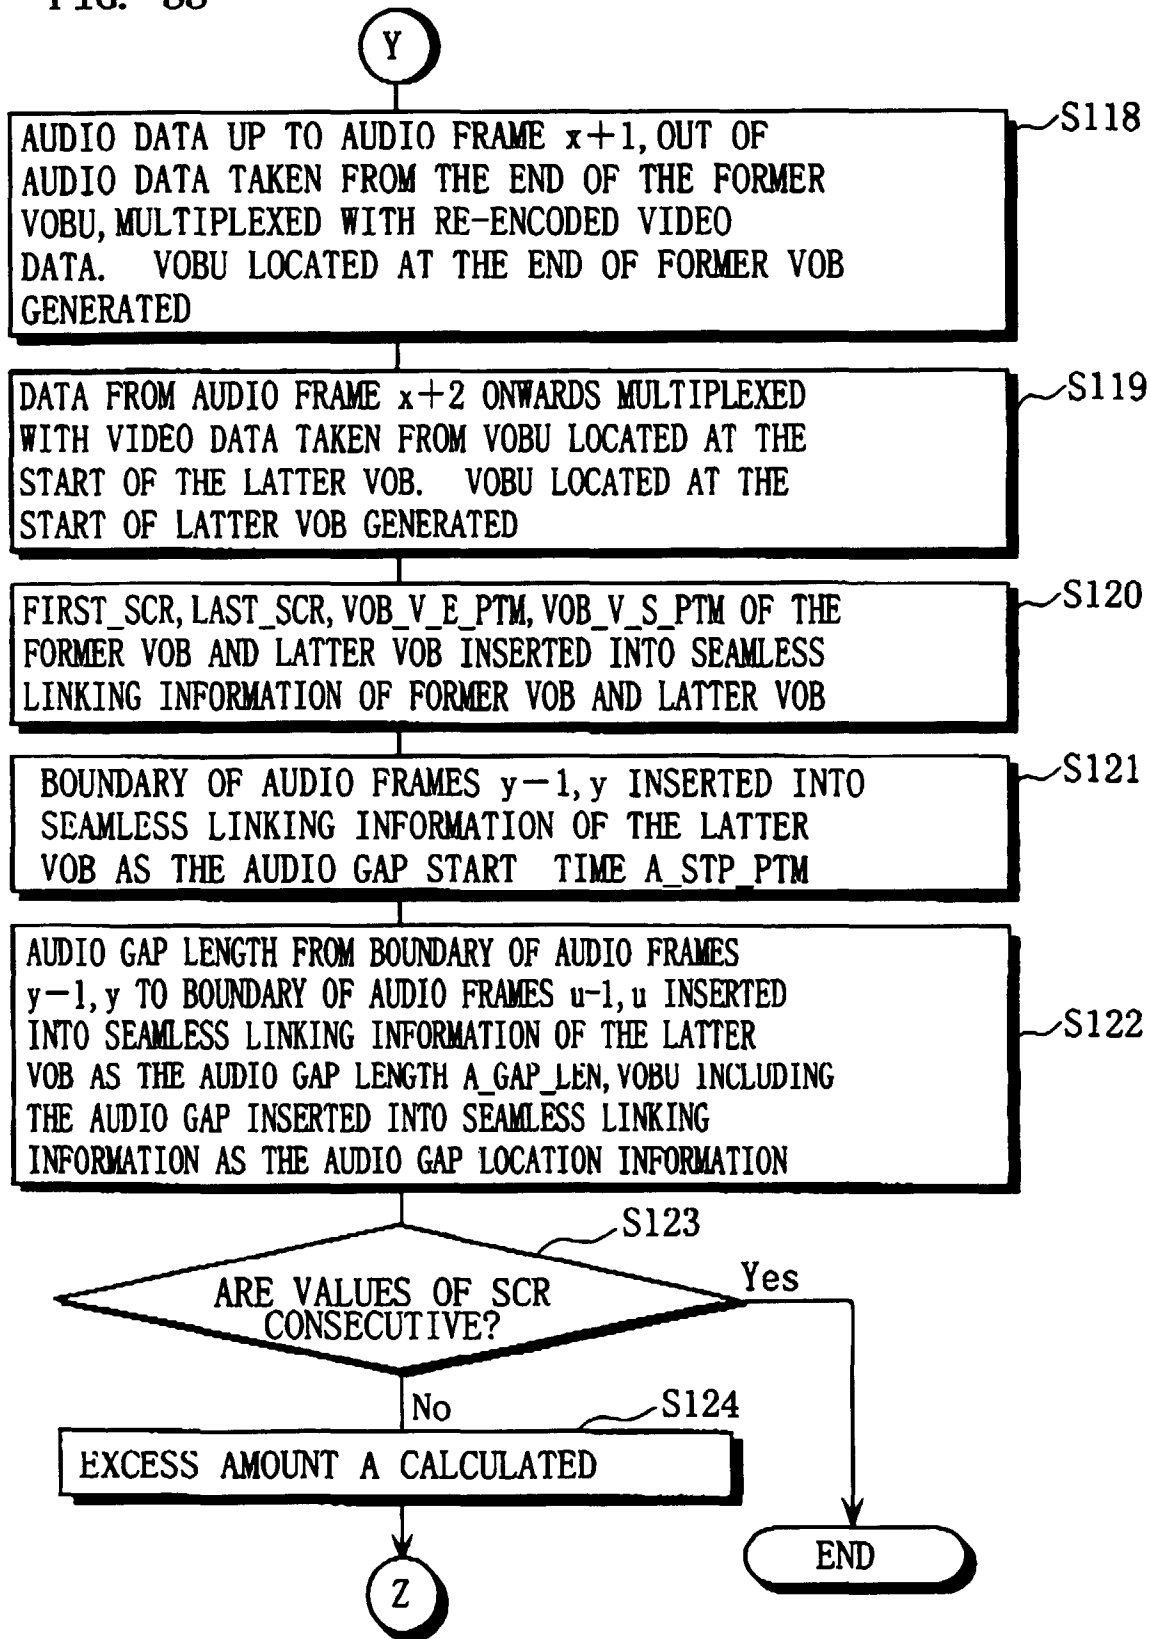 Y
S118
AUDIO DATA UP TO AUDIO FRAME x+1, OUT OF
AUDIO DATA TAKEN FROM THE END OF THE FORMER
VOBU, MULTIPLEXED WITH RE-ENCODED VIDEO
DATA. VOBU LOCATED AT THE END OF FORMER VOB
GENERATED
S119
DATA FROM AUDIO FRAME x+2 ONWARDS MULTIPLEXED
WITH VIDEO DATA TAKEN FROM VOBU LOCATED AT THE
START OF THE LATTER VOB. VOBU LOCATED AT THE
START OF LATTER VOB GENERATED
S120
FIRST_SCR, LAST_SCR, VOB_V_E_PTM, VOB_V_S_PTM OF THE
FORMER VOB AND LATTER VOB INSERTED INTO SEAMLESS
LINKING INFORMATION OF FORMER VOB AND LATTER VOB
S121
BOUNDARY OF AUDIO FRAMES y-1, y INSERTED INTO
SEAMLESS LINKING INFORMATION OF THE LATTER
VOB AS THE AUDIO GAP START TIME A_STP_PTM
S122
AUDIO GAP LENGTH FROM BOUNDARY OF AUDIO FRAMES
y-1, y TO BOUNDARY OF AUDIO FRAMES u-1, u INSERTED
INTO SEAMLESS LINKING INFORMATION OF THE LATTER
VOB AS THE AUDIO GAP LENGTH A_GAP_LEN, VOBU INCLUDING
THE AUDIO GAP INSERTED INTO SEAMLESS LINKING
INFORMATION AS THE AUDIO GAP LOCATION INFORMATION
S123
ARE VALUES OF SCR
CONSECUTIVE?
Yes
No
S124
EXCESS AMOUNT A CALCULATED
END
Z